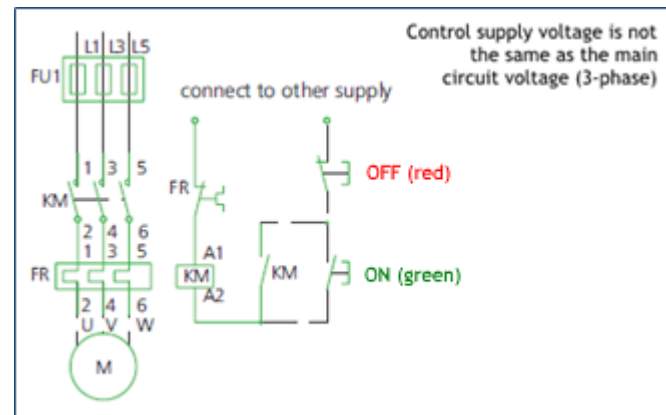 Control supply voltage is not
the same as the main
circuit voltage (3-phase)
L1 L3 L5
FU1
connect to other supply
1 3 5
KM
2 4 6
1 3 5
FR
2 4 6
U V W
M
FR
A1
KM
A2
KM
OFF (red)
ON (green)